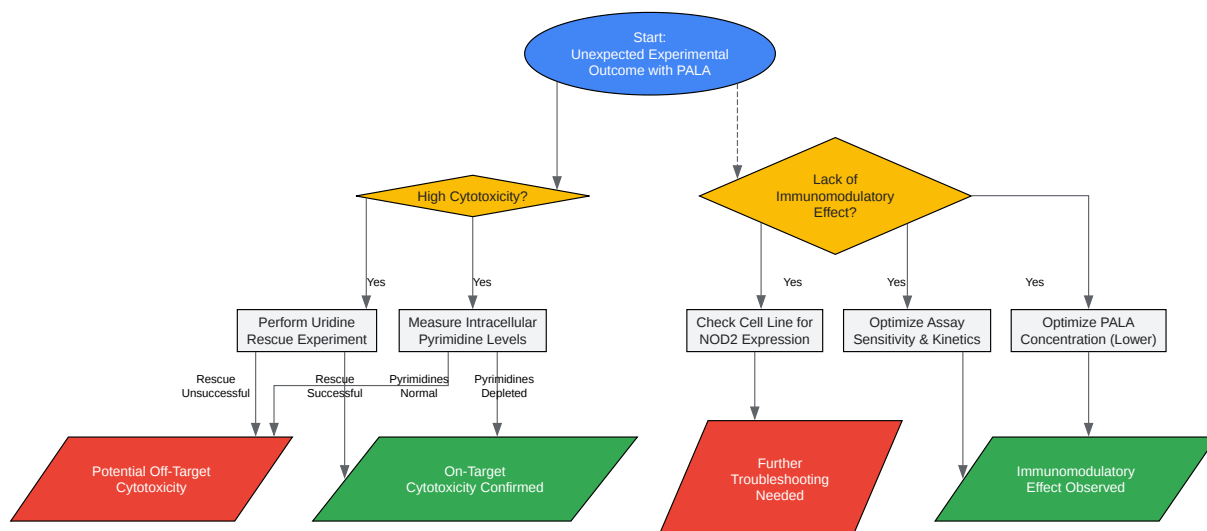 Start:
Unexpected Experimental
Outcome with PALA
High Cytotoxicity?
Lack of
Immunomodulatory
Effect?
Yes
Yes
Yes
Yes
Yes
Perform Uridine
Rescue Experiment
Measure Intracellular
Pyrimidine Levels
Check Cell Line for
NOD2 Expression
Optimize Assay
Sensitivity & Kinetics
Optimize PALA
Concentration (Lower)
Rescue
Unsuccessful
Rescue
Successful
Pyrimidines
Normal
Pyrimidines
Depleted
Potential Off-Target
Cytotoxicity
On-Target
Cytotoxicity Confirmed
Further
Troubleshooting
Needed
Immunomodulatory
Effect Observed